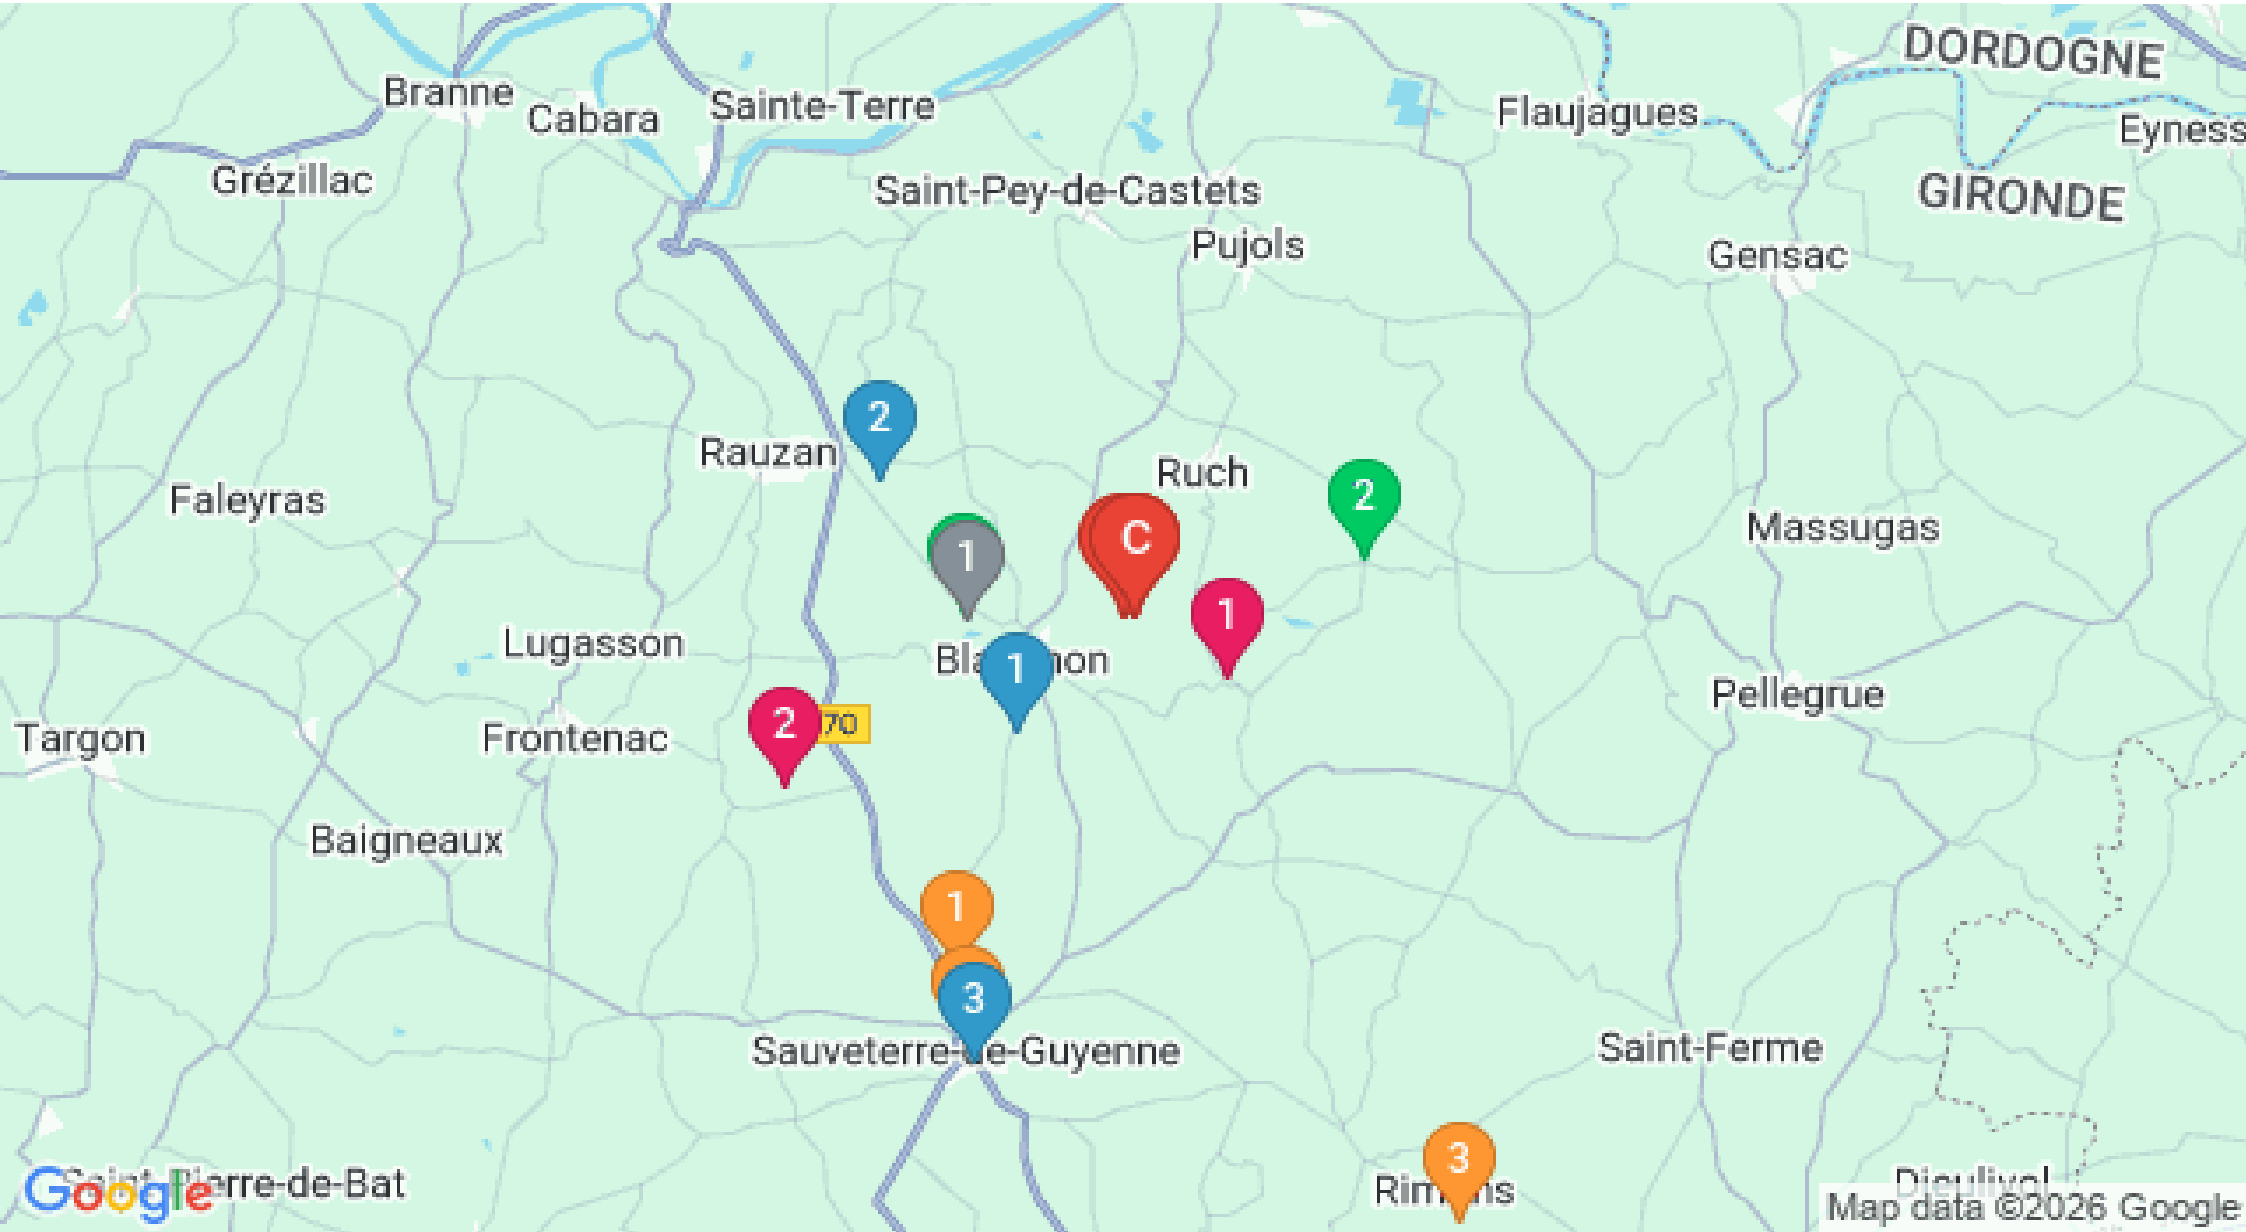 DORDOGNE
Branne
Cabara
Sainte-Terre
Flaujagues
Eyness
Grézillac
Saint-Pey-de-Castets
GIRONDE
Pujols
Gensac
2
Rauzan
Ruch
2
Faleyras
Massugas
C
1
1
Lugasson
1
Pellegrue
2
70
Targon
Frontenac
Baigneaux
1
3
Sauveterre-de-Guyenne
Saint-Ferme
3
Google
Map data ©2026 Google